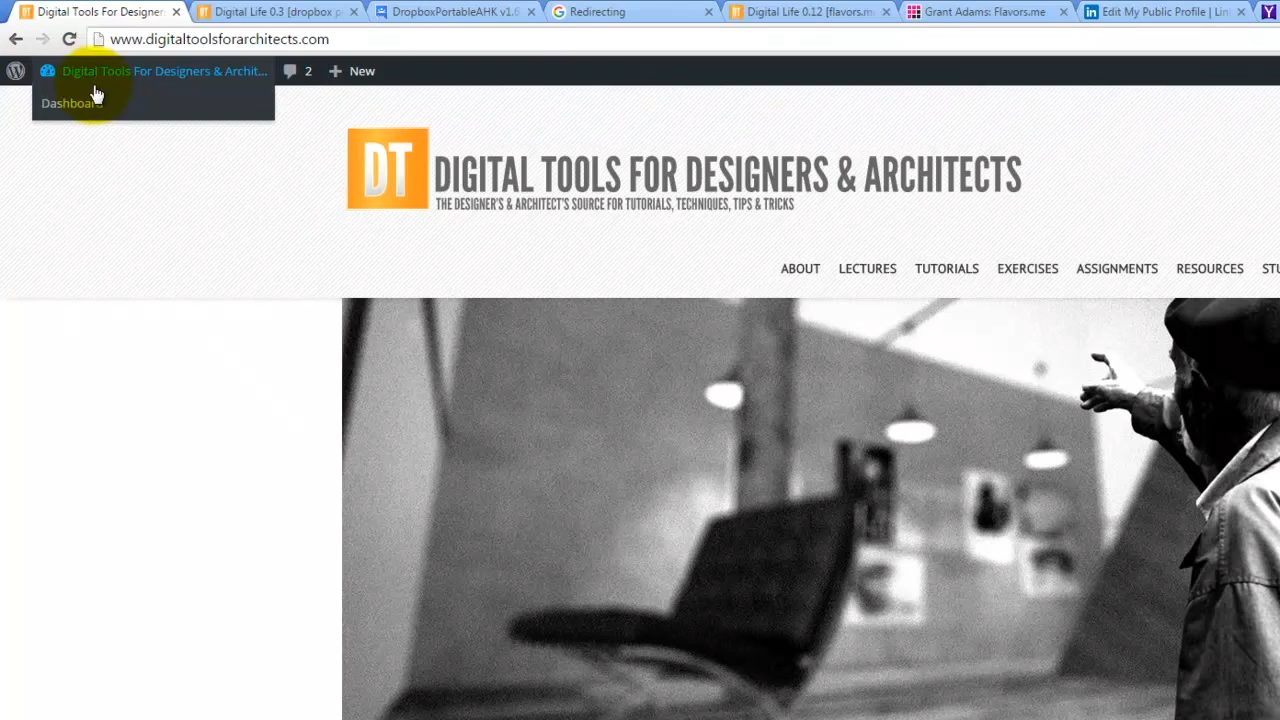 Digital Tools For Designer
Digital Life 0.3 [dropbox p
DropboxPortableAHK v1.6
Redirecting
Digital Life 0.12 [flavors.m
Grant Adams: Flavors.me
Edit My Public Profile | Lin
www.digitaltoolsforarchitects.com
Digital Tools For Designers & Archit...
2
New
Dashboard
DT
DIGITAL TOOLS FOR DESIGNERS & ARCHITECTS
THE DESIGNER'S & ARCHITECT'S SOURCE FOR TUTORIALS, TECHNIQUES, TIPS & TRICKS
ABOUT LECTURES TUTORIALS EXERCISES ASSIGNMENTS RESOURCES STU